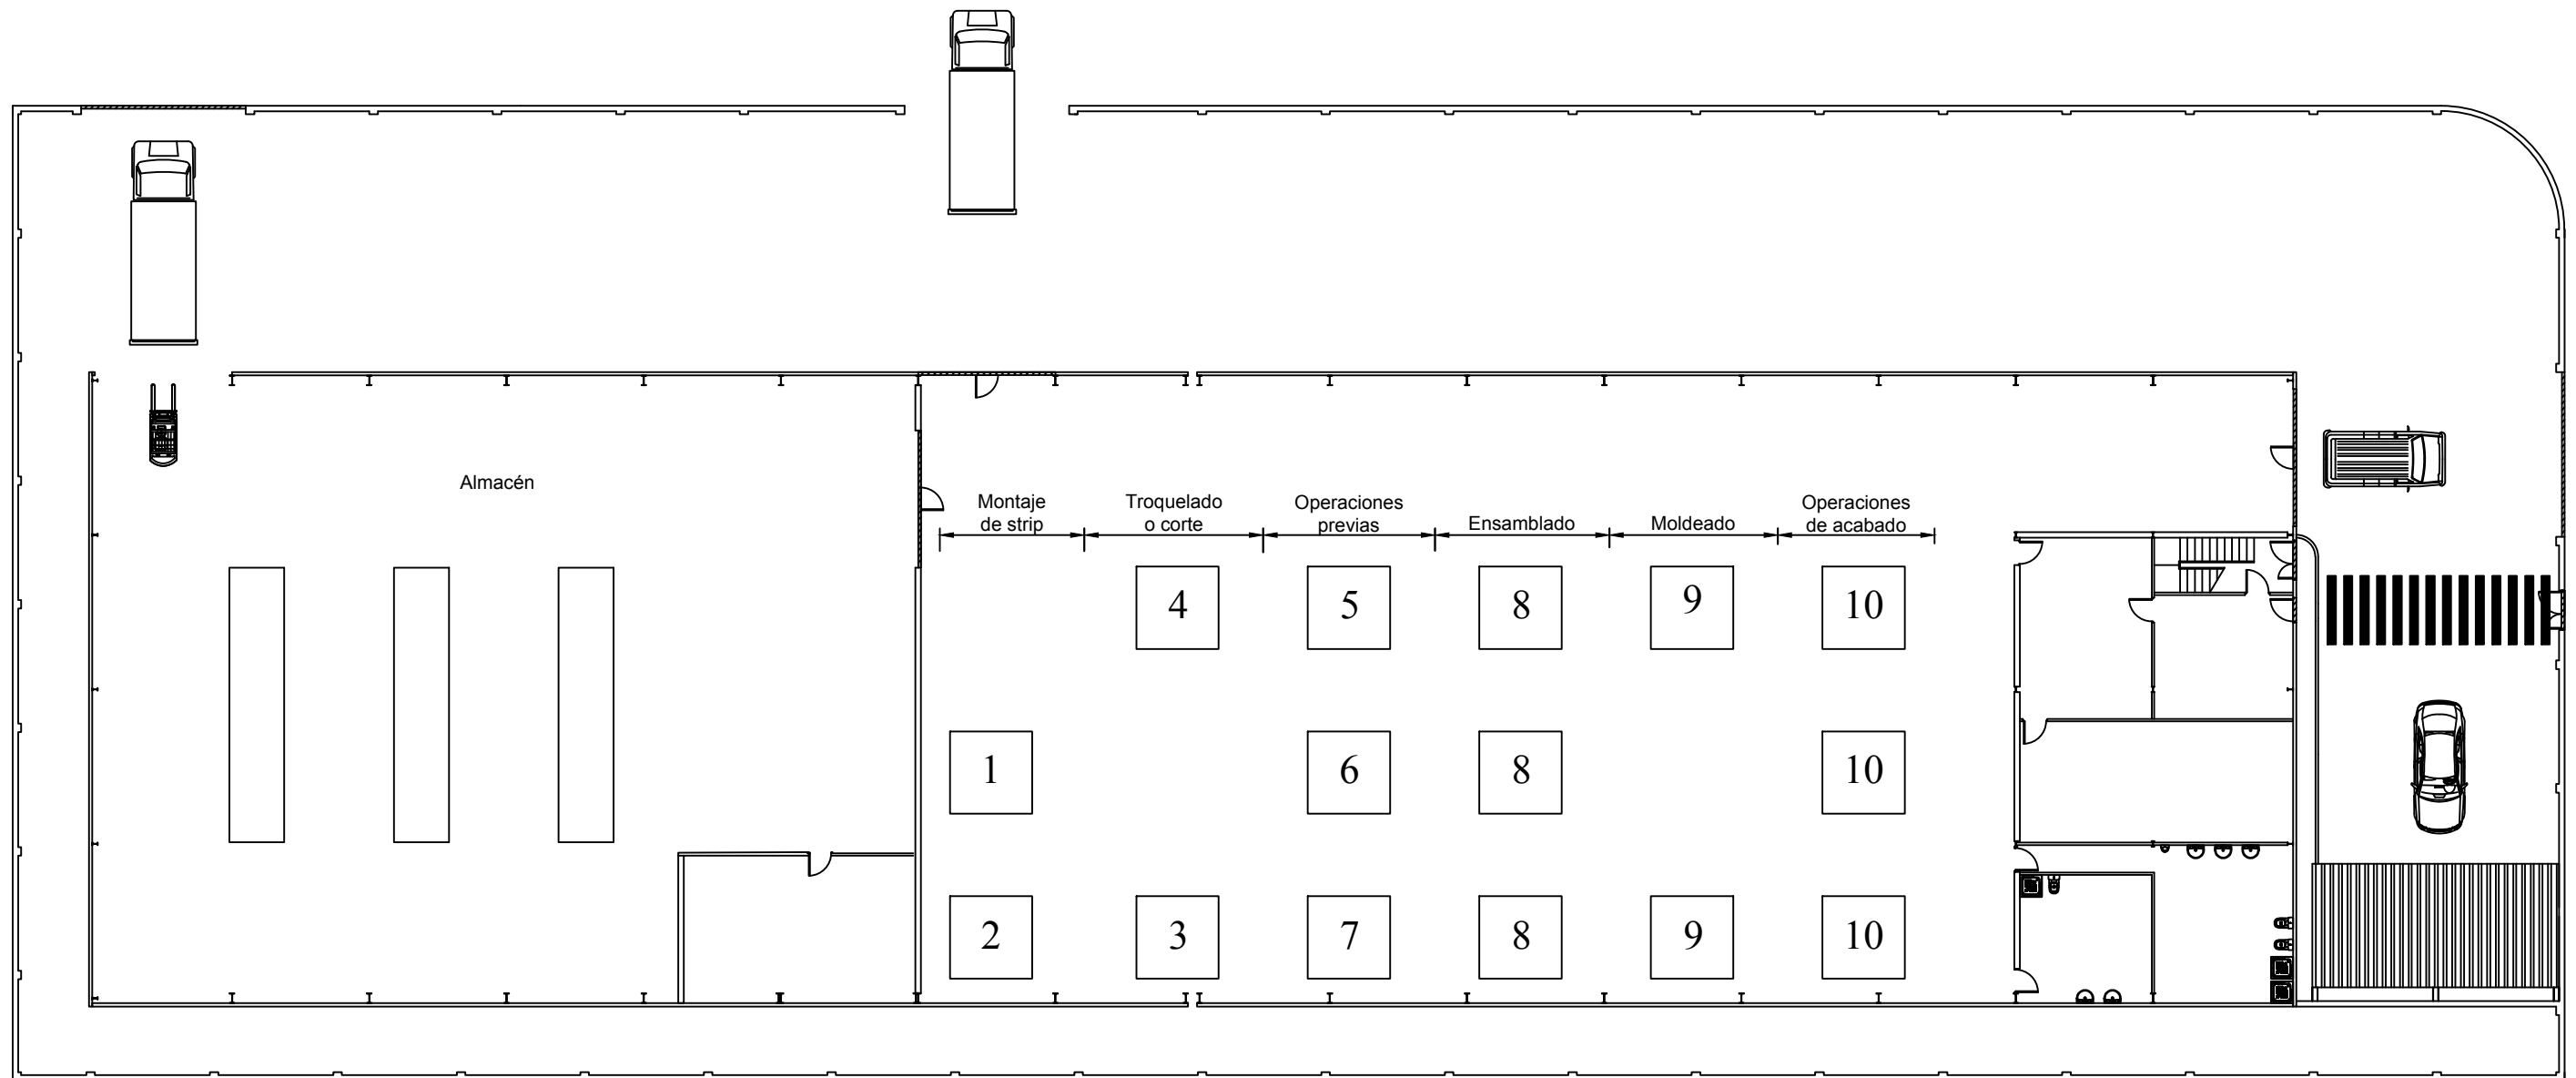 Almacén
Montaje
de strip
Troquelado
o corte
Operaciones
previas
Ensamblado
Moldeado
Operaciones
de acabado
4
5
8
9
10
1
6
8
10
2
3
7
8
9
10